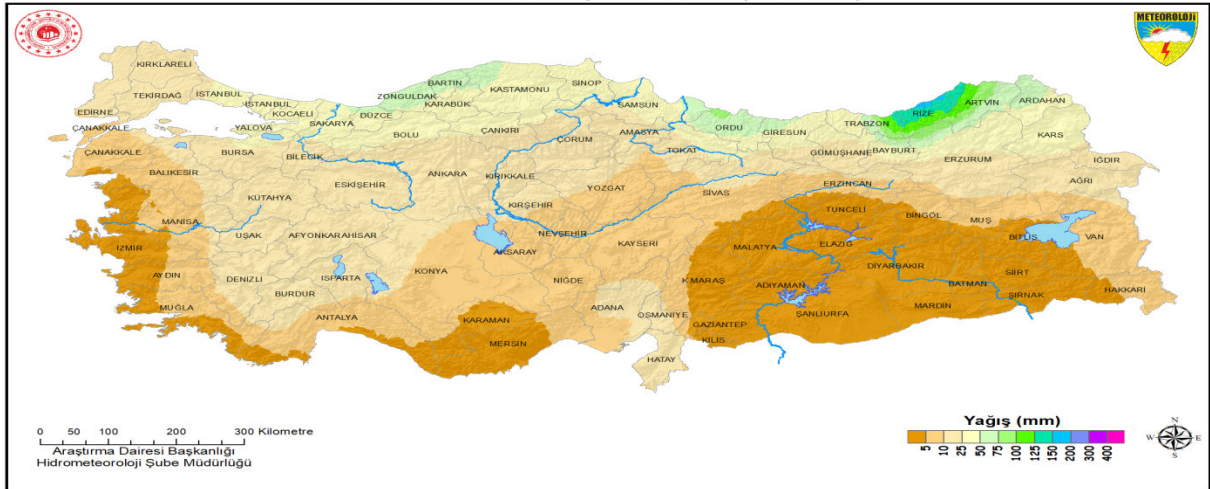 METEOROLOJİ
KIRKLARELİ
TEKİRDAĞ
İSTANBUL
İSTANBUL
EDİRNE
KOCAELİ
YALOVA
SAKARYA
DÜZCE
ZONGULDAK
BARTIN
KARABÜK
KASTAMONU
SİNOP
SAMSUN
BOLU
ÇANKIRI
ÇORUM
AMASYA
TOKAT
ORDU
GİRESUN
TRABZON
RİZE
ARTVİN
ARDAHAN
KARS
GÜMÜŞHANE
BAYBURT
ERZURUM
IĞDIR
AĞRI
ÇANAKKALE
ÇANAKKALE
BALIKESİR
BURSA
BİLECİK
ESKİŞEHİR
KÜTAHYA
ANKARA
KIRIKKALE
YOZGAT
SİVAS
ERZİNCAN
TUNCELİ
BİNGÖL
MUŞ
BİTLİS
VAN
KIRŞEHİR
NEVŞEHİR
KAYSERİ
MALATYA
ELAZIĞ
DİYARBAKIR
BATMAN
SİİRT
ŞIRNAK
HAKKARİ
MANİSA
UŞAK
AFYONKARAHİSAR
AKSARAY
İZMİR
AYDIN
DENİZLİ
ISPARTA
BURDUR
KONYA
NİĞDE
K.MARAŞ
ADIYAMAN
MARDİN
ŞANLIURFA
MUĞLA
ANTALYA
KARAMAN
MERSİN
ADANA
OSMANİYE
GAZİANTEP
KİLİS
HATAY
0 50 100 200 300 Kilometre
Araştırma Dairesi Başkanlığı
Hidrometeoroloji Şube Müdürlüğü
Yağış (mm)
5 10 25 50 75 100 125 150 200 300 400
N
W E
S